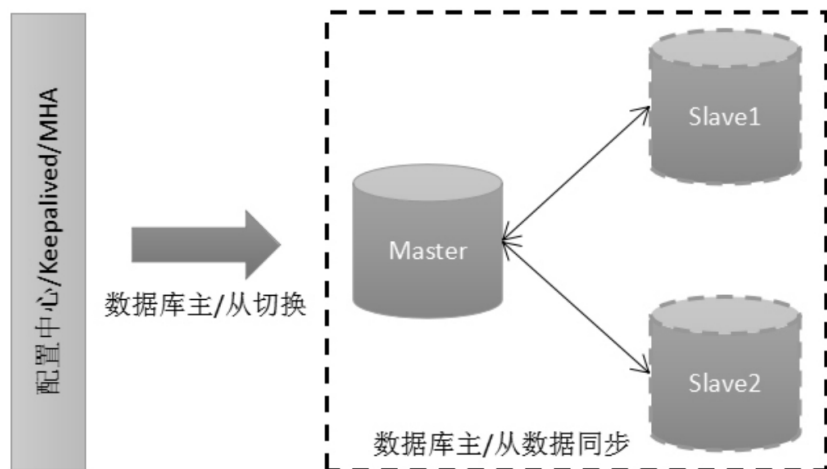 配置中心/Keepalived/MHA
数据库主/从切换
Master
Slave1
Slave2
数据库主/从数据同步